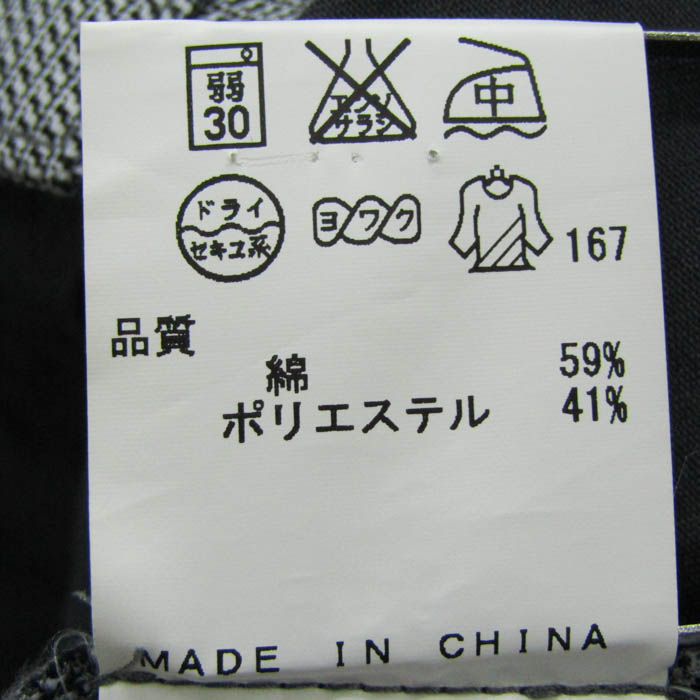 弱
30
エンソ
サラシ
中
ドライ
セキユ系
ヨワク
167
品質
綿 59%
ポリエステル 41%
MADE IN CHINA